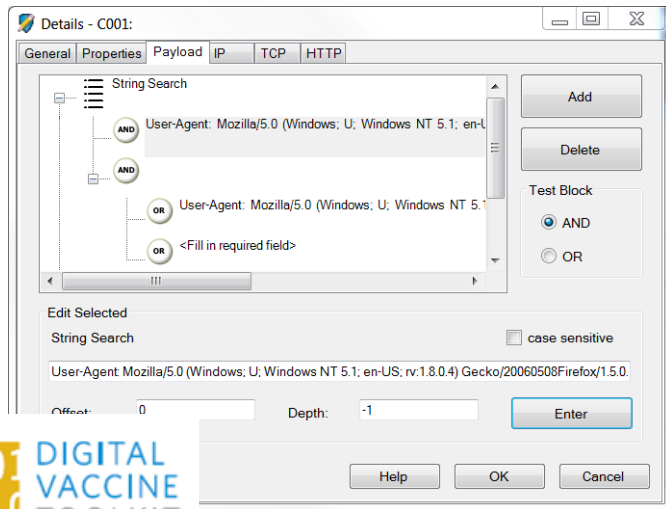 Details - C001:
General Properties Payload IP TCP HTTP
String Search
AND User-Agent: Mozilla/5.0 (Windows; U; Windows NT 5.1; en-U
AND
OR User-Agent: Mozilla/5.0 (Windows; U; Windows NT 5.1
OR <Fill in required field>
Add
Delete
Test Block
AND
OR
Edit Selected
String Search
case sensitive
User-Agent: Mozilla/5.0 (Windows; U; Windows NT 5.1; en-US; rv:1.8.0.4) Gecko/20060508Firefox/1.5.0.
Offset: 0 Depth: -1 Enter
Help OK Cancel
DIGITAL
VACCINE